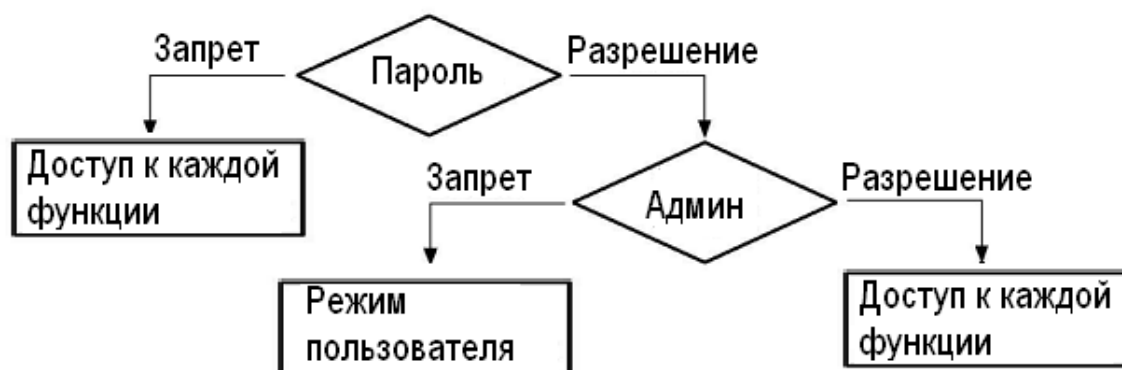 Запрет
Пароль
Разрешение
Доступ к каждой
функции
Запрет
Админ
Разрешение
Режим
пользователя
Доступ к каждой
функции